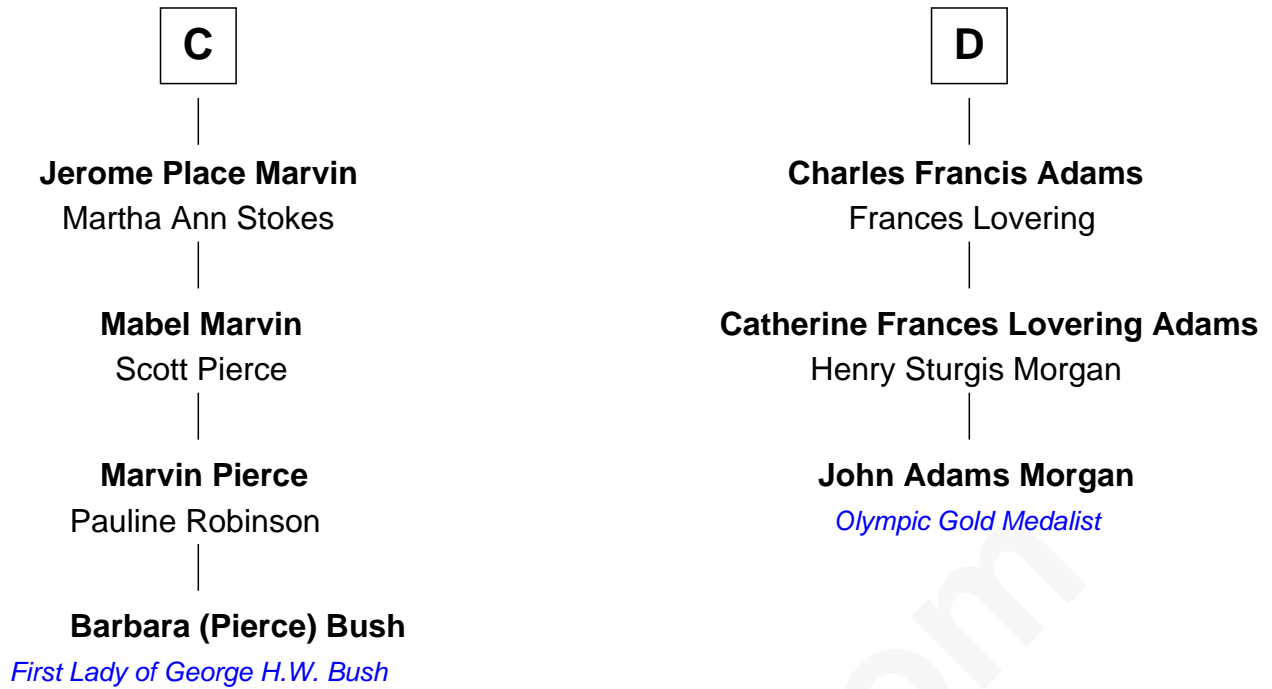 C
Jerome Place Marvin
Martha Ann Stokes
Mabel Marvin
Scott Pierce
Marvin Pierce
Pauline Robinson
Barbara (Pierce) Bush
First Lady of George H.W. Bush
D
Charles Francis Adams
Frances Lovering
Catherine Frances Lovering Adams
Henry Sturgis Morgan
John Adams Morgan
Olympic Gold Medalist
om